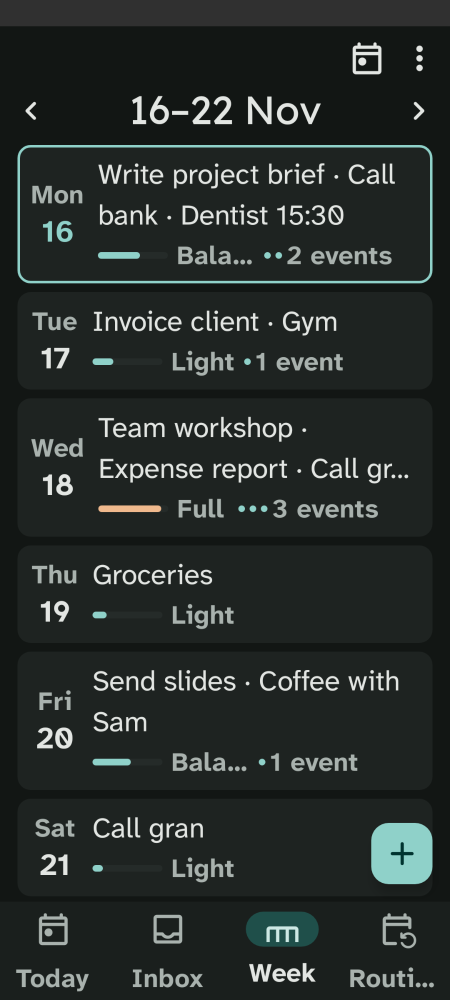 16–22 Nov
Mon
16
Write project brief · Call
bank · Dentist 15:30
Bala... ••2 events
Tue
17
Invoice client · Gym
Light •1 event
Wed
18
Team workshop ·
Expense report · Call gr...
Full •••3 events
Thu
19
Groceries
Light
Fri
20
Send slides · Coffee with
Sam
Bala... •1 event
Sat
21
Call gran
Light
Today
Inbox
Week
Routi...